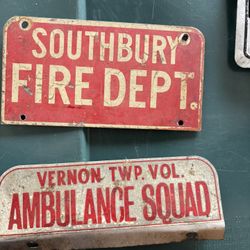 SOUTHBURY
FIRE DEPT.
VERNON TWP. VOL.
AMBULANCE SQUAD